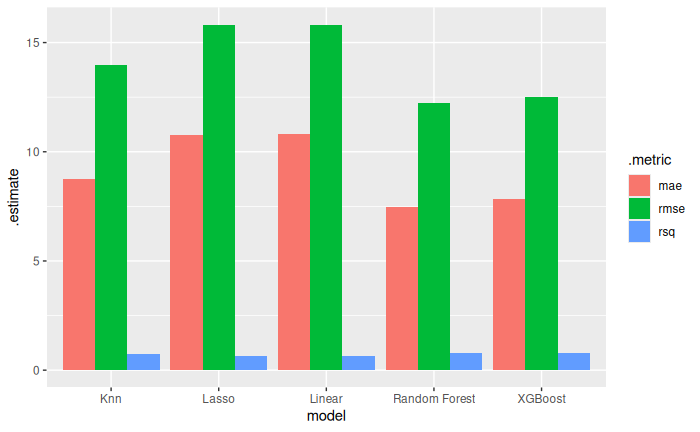 .estimate
15
10
5
0
Knn
Lasso
Linear
Random Forest
XGBoost
model
.metric
mae
rmse
rsq